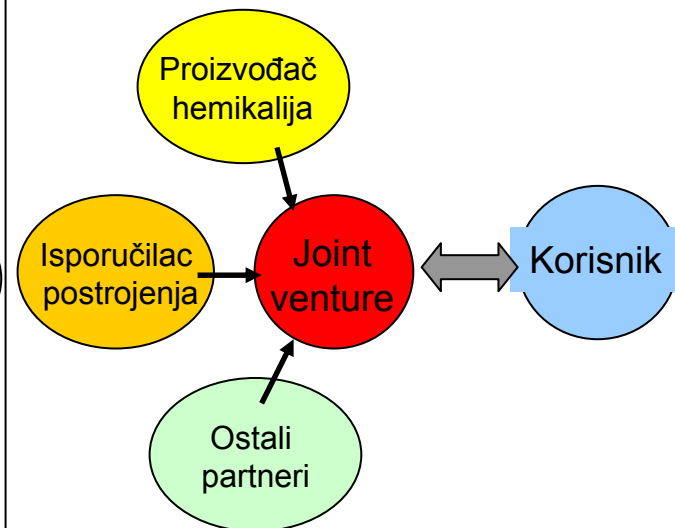 Proizvođač
hemikalija
Isporučilac
postrojenja
Joint
venture
Korisnik
Ostali
partneri